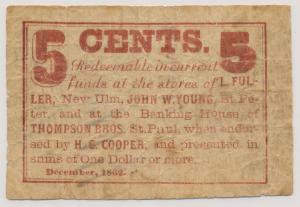 5 CENTS. 5
Redeemable in current
funds at the stores of L. FUL-
LER, New Ulm, JOHN W. YOUNG, St. Pe-
ter, and at the Banking House of
THOMPSON BROS. St. Paul, when endor-
sed by H. G. COOPER, and presented in
sums of One Dollar or more.
December, 1862.